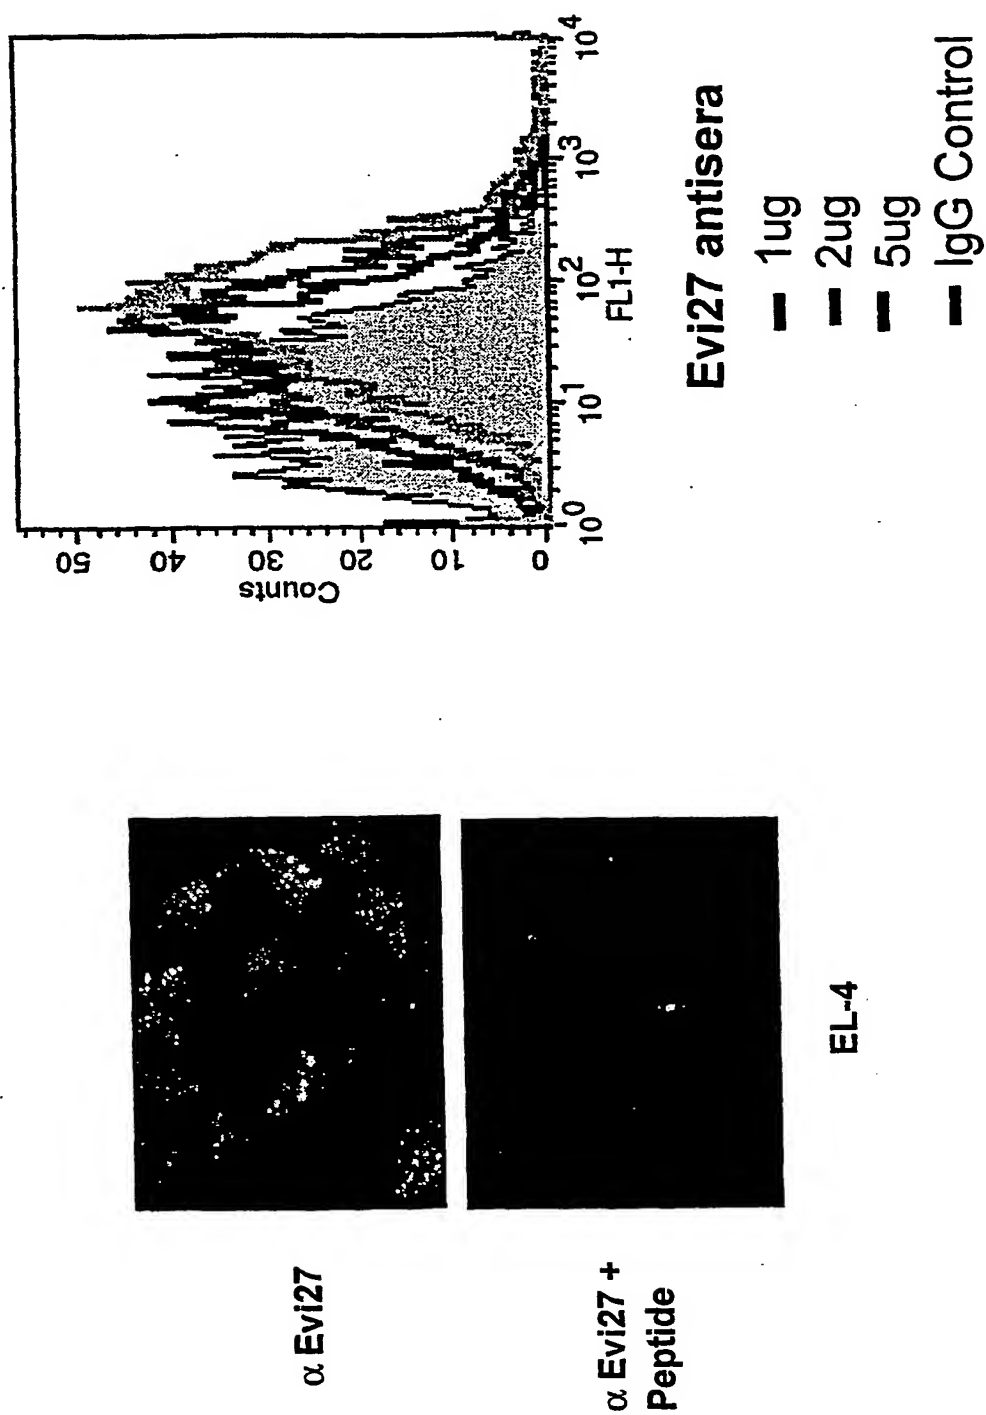 α Evi27
α Evi27 +
Peptide
EL-4
Counts
50
40
30
20
10
0
10^0
10^1
10^2
10^3
10^4
FL1-H
Evi27 antisera
1ug
2ug
5ug
IgG Control